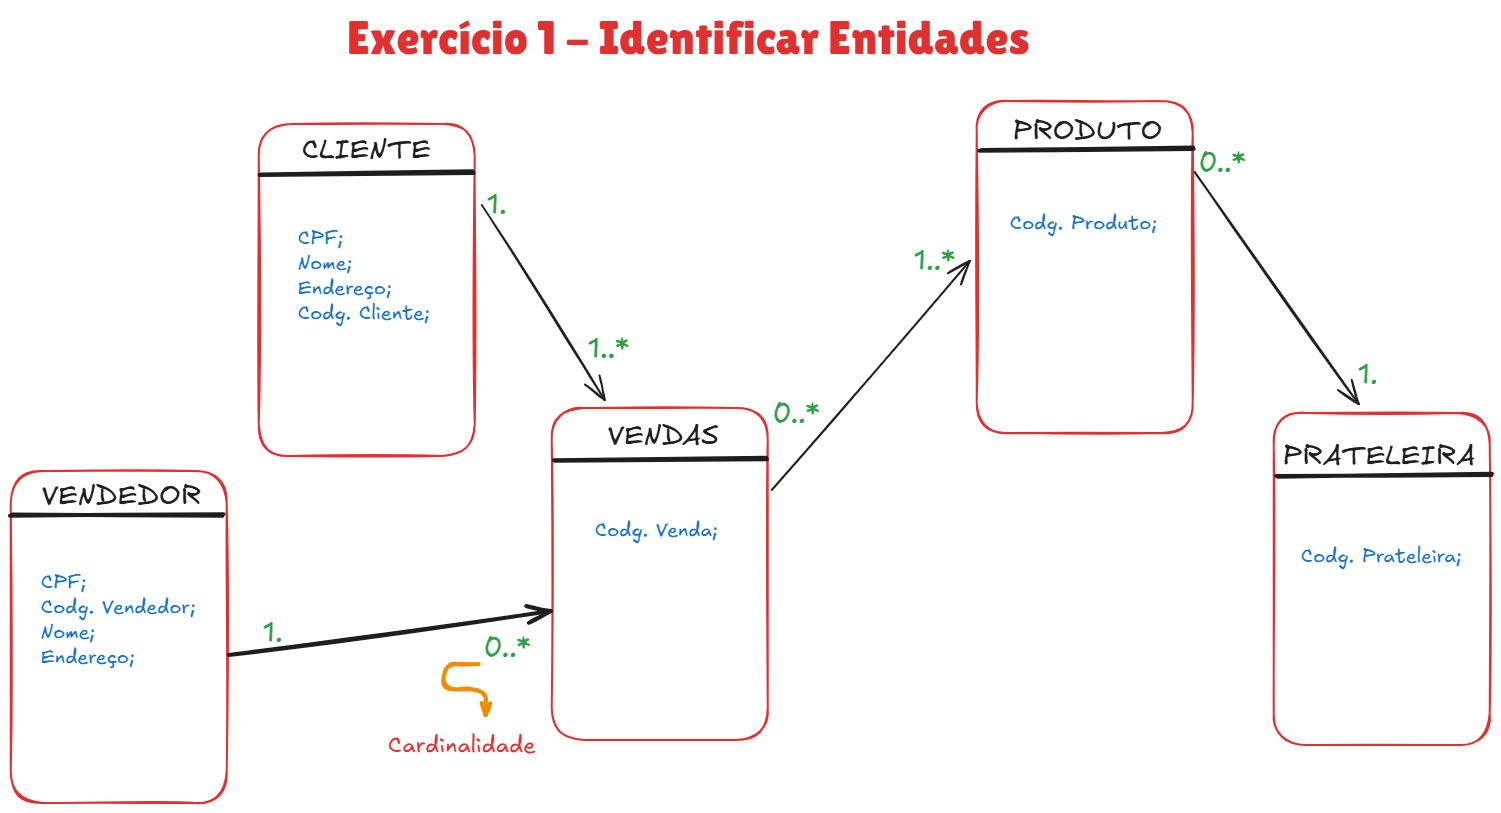 Exercício 1 - Identificar Entidades
CLIENTE
CPF;
Nome;
Endereço;
Codg. Cliente;
1.
1..*
VENDEDOR
CPF;
Codg. Vendedor;
Nome;
Endereço;
1.
0..*
Cardinalidade
VENDAS
Codg. Venda;
0..*
1..*
PRODUTO
Codg. Produto;
0..*
1.
PRATELEIRA
Codg. Prateleira;